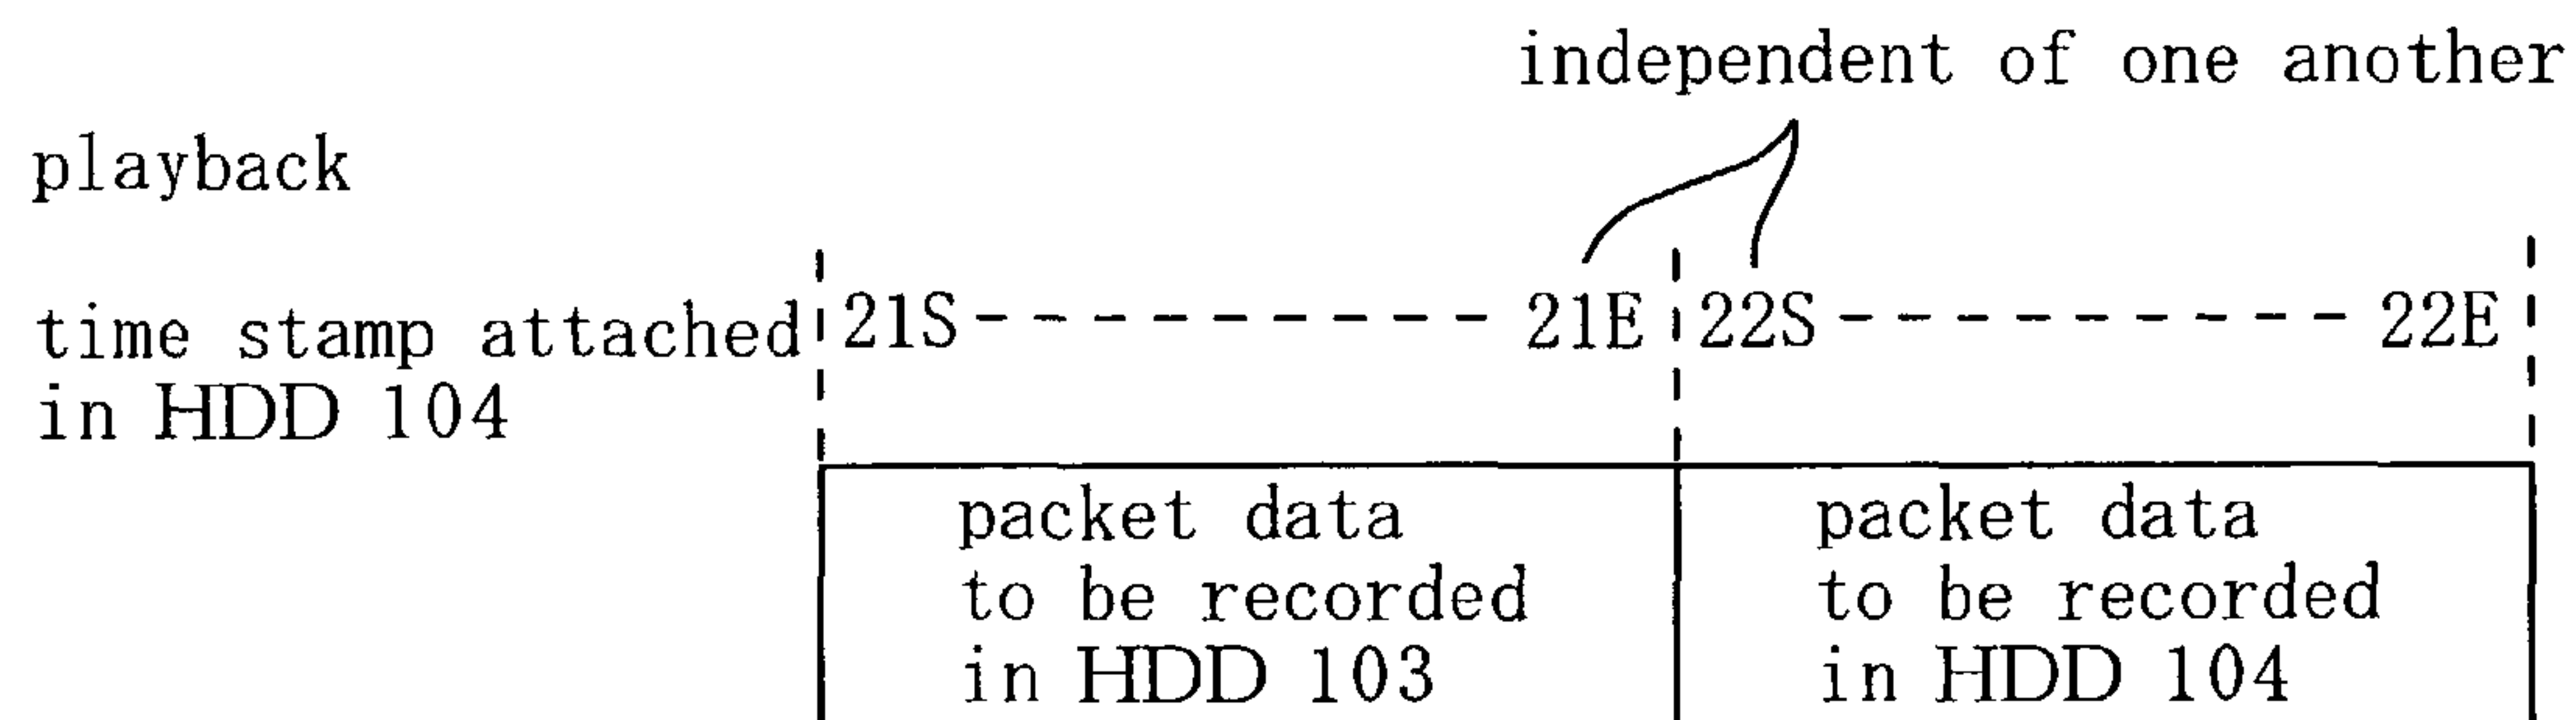 independent of one another
playback
time stamp attached
in HDD 104
21S - - - - - - - - - 21E
22S - - - - - - - - - 22E
packet data
to be recorded
in HDD 103
packet data
to be recorded
in HDD 104